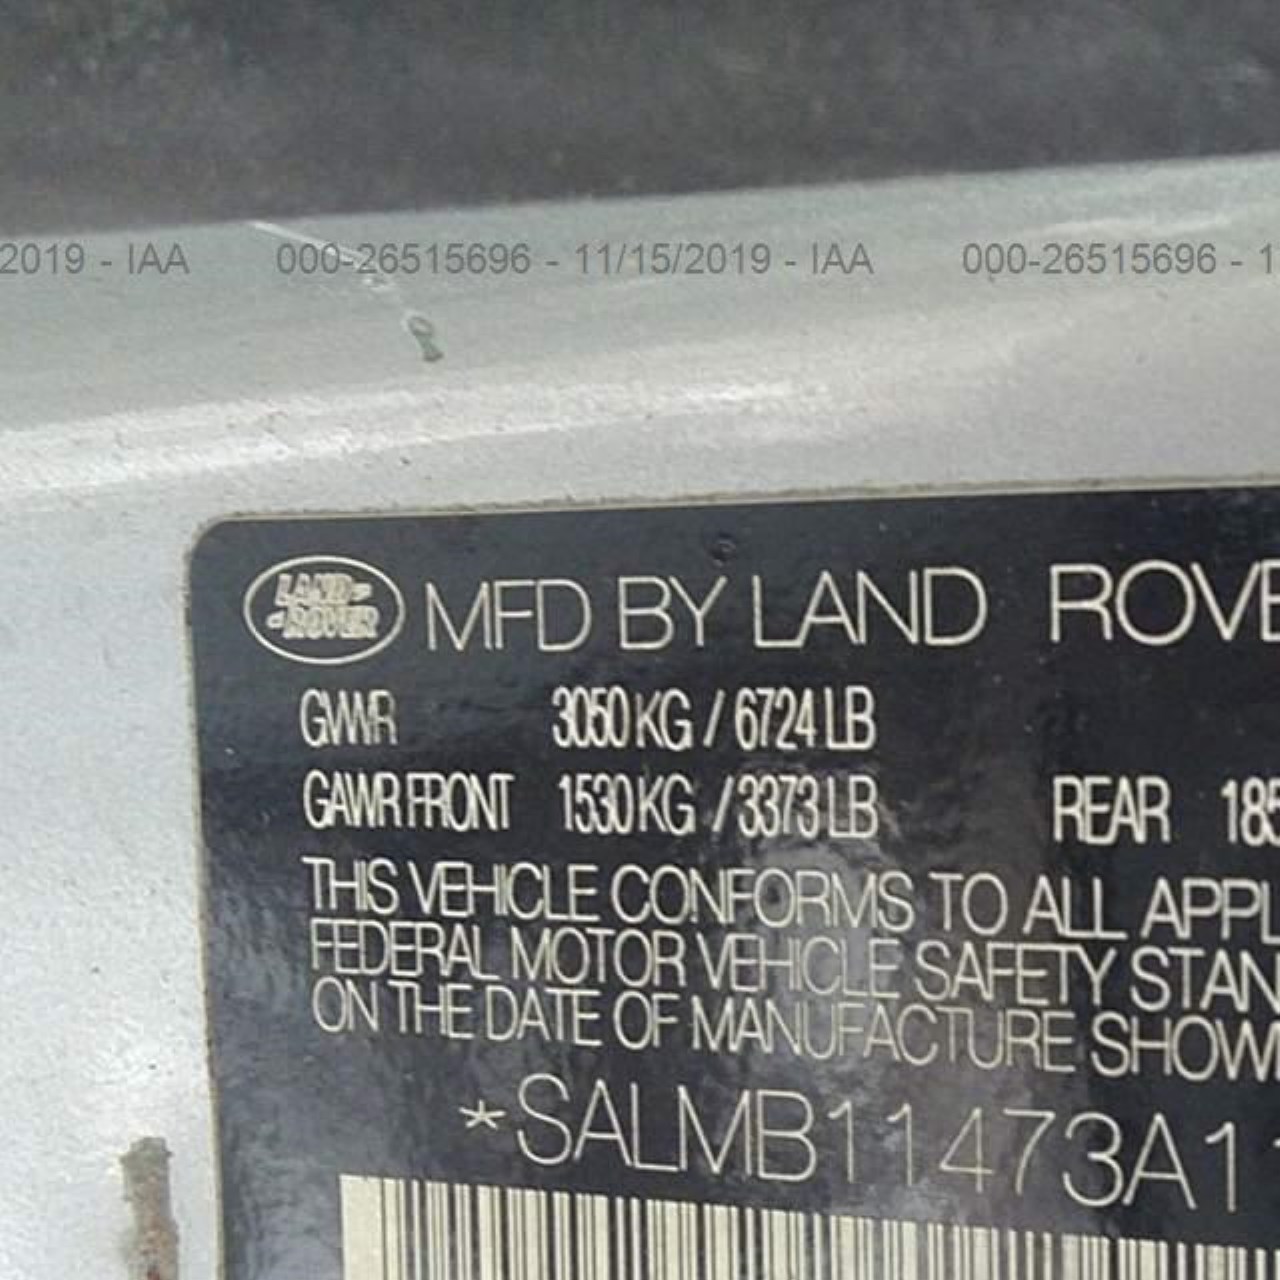 2019 - IAA 000-26515696 - 11/15/2019 - IAA 000-26515696 - 1
LAND ROVER MFD BY LAND ROVE
GVWR 3050 KG / 6724 LB
GAWR FRONT 1530 KG / 3373 LB REAR 185
THIS VEHICLE CONFORMS TO ALL APPL
FEDERAL MOTOR VEHICLE SAFETY STAN
ON THE DATE OF MANUFACTURE SHOW
*SALMB11473A11